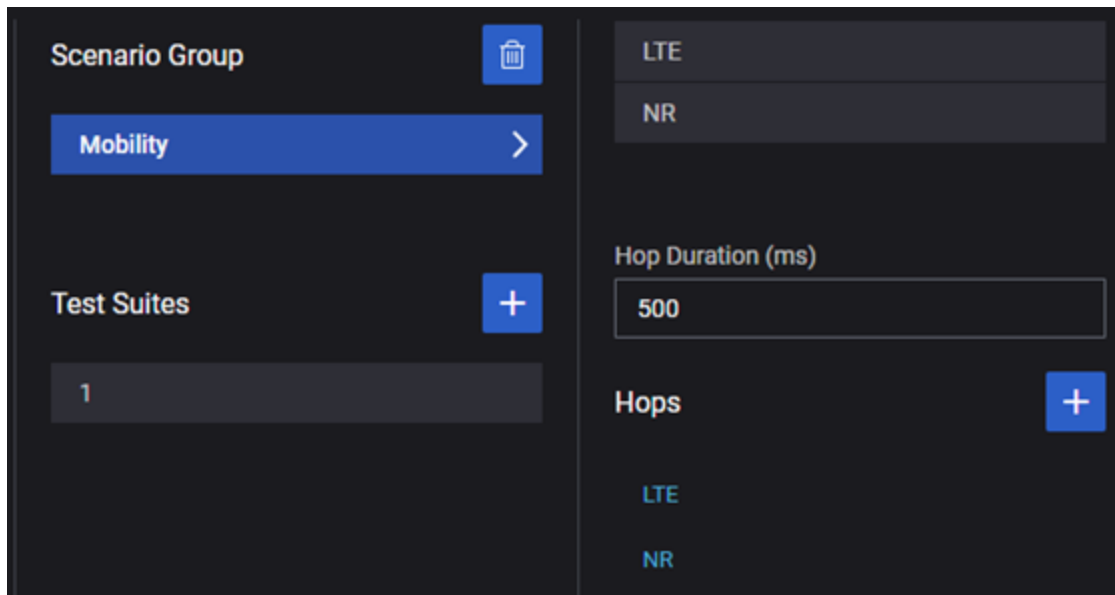 Scenario Group
Mobility
Test Suites
1
LTE
NR
Hop Duration (ms)
500
Hops
LTE
NR